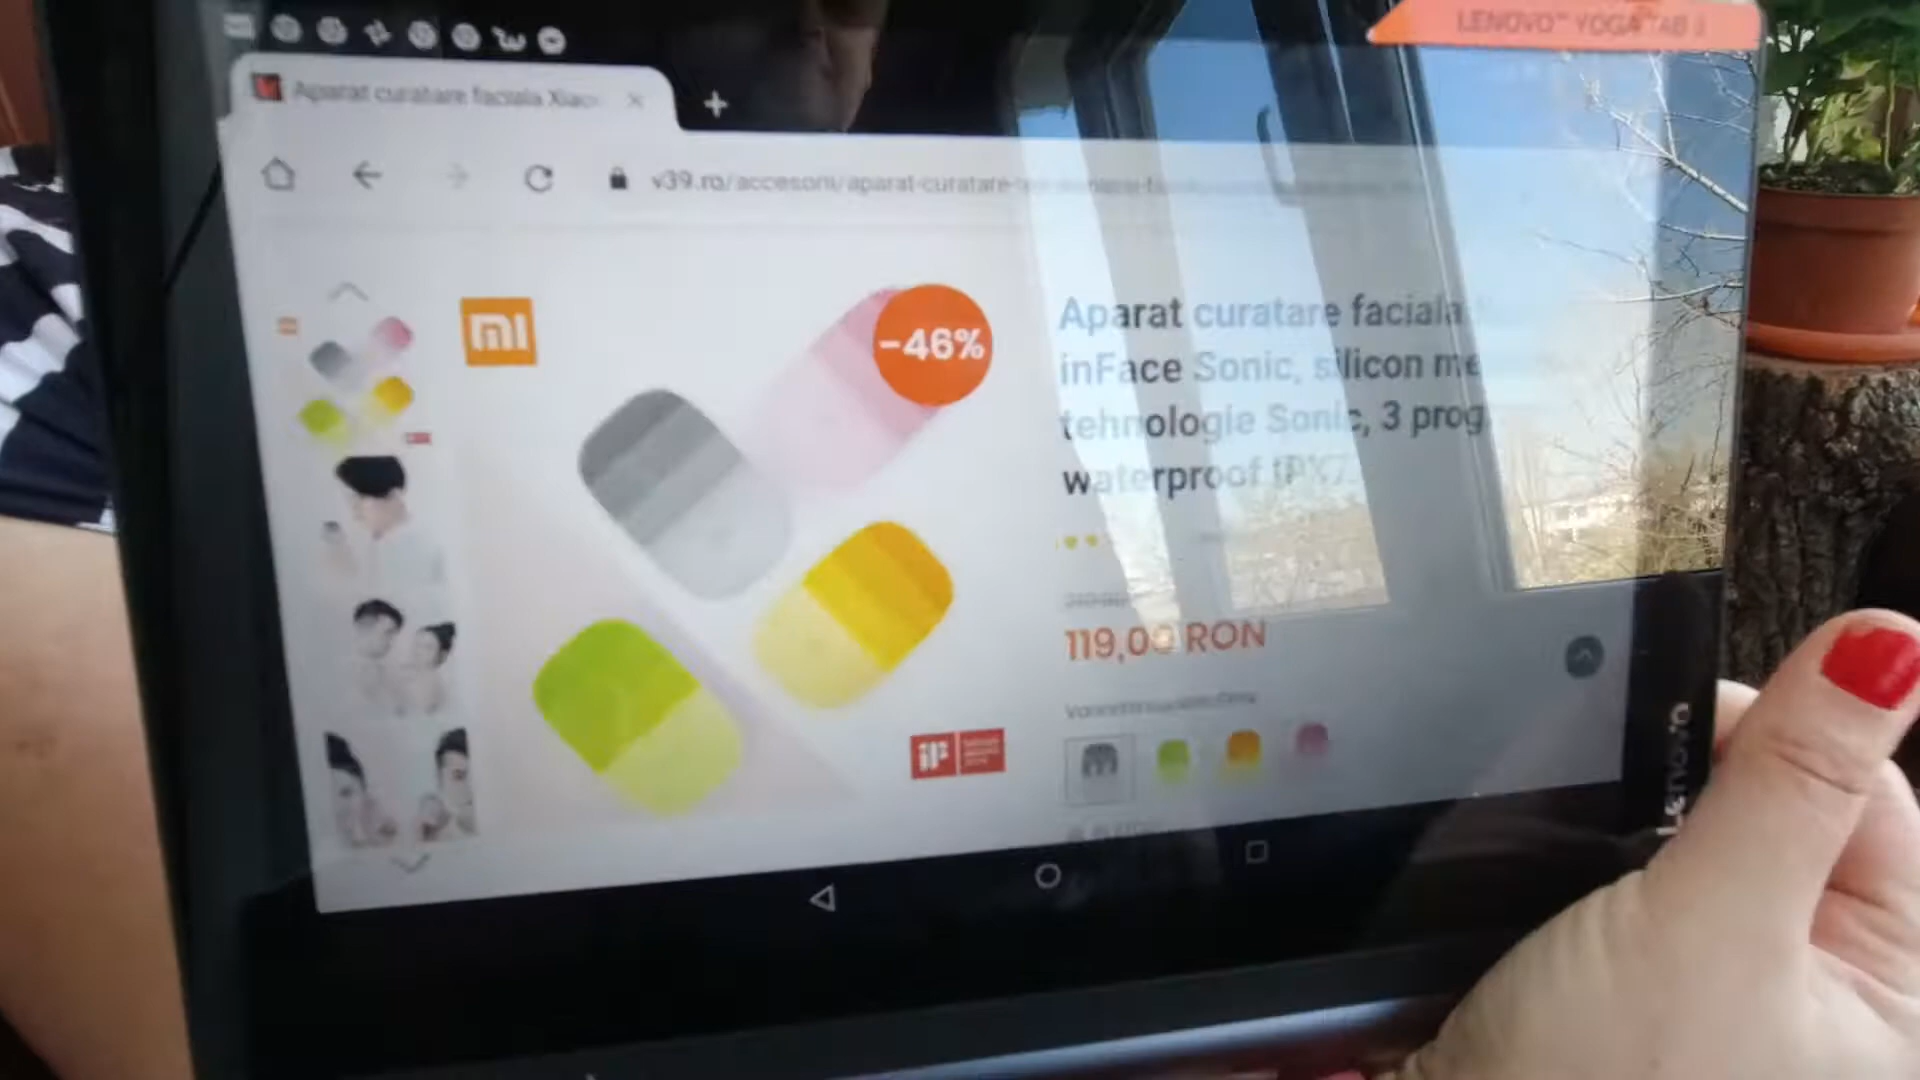 LENOVO™ YOGA TAB 3
Aparat curatare faciala Xiao
v39.ro/accesorii/aparat-curatare-
mi
-46%
Aparat curatare faciala
inFace Sonic, silicon me
tehnologie Sonic, 3 prog
waterproof IPX7
119,00 RON
iF
Lenovo